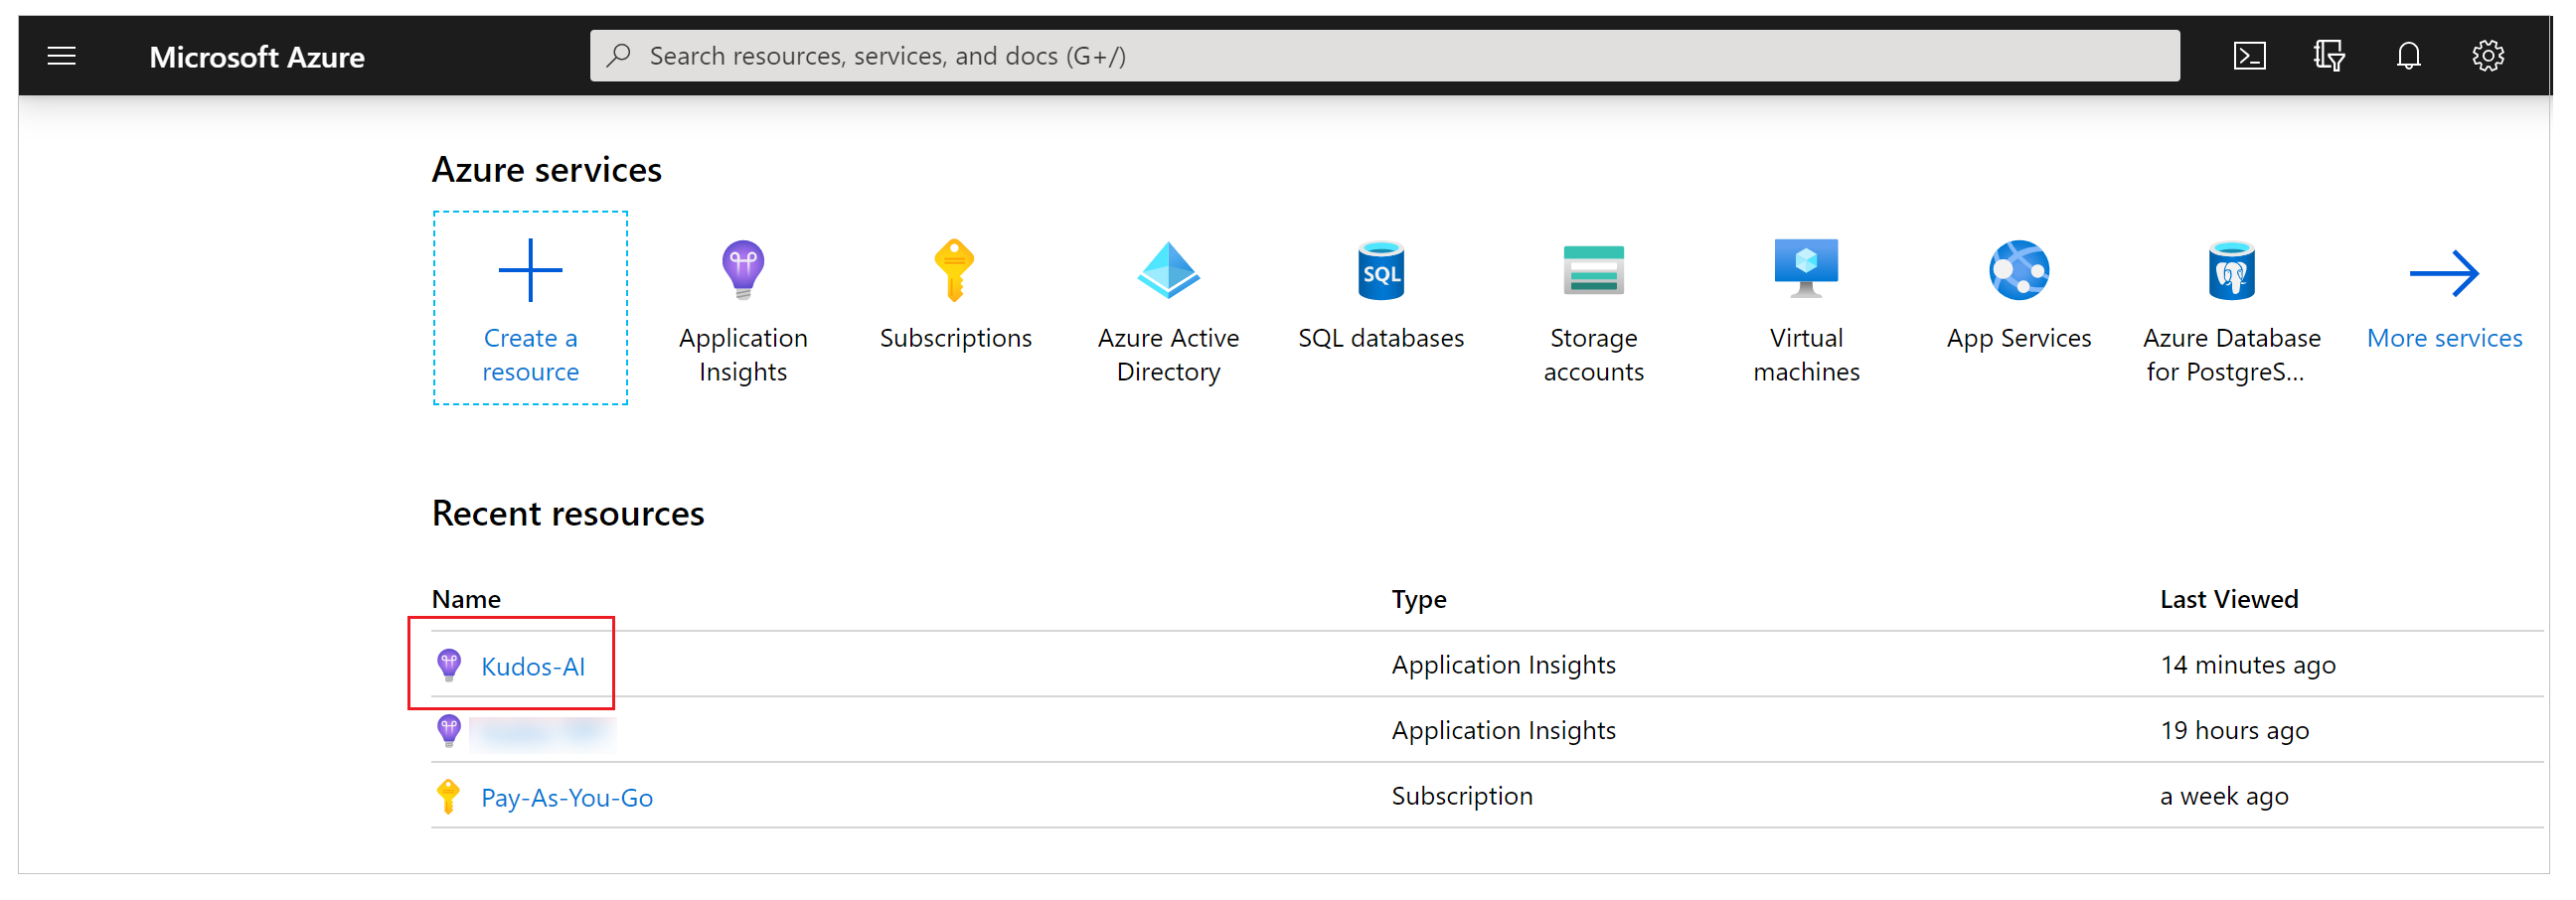 Microsoft Azure
Search resources, services, and docs (G+/)
Azure services
Create a
resource
Application
Insights
Subscriptions
Azure Active
Directory
SQL
SQL databases
Storage
accounts
Virtual
machines
App Services
Azure Database
for PostgreS...
More services
Recent resources
Name Type Last Viewed
Kudos-AI Application Insights 14 minutes ago
Application Insights 19 hours ago
Pay-As-You-Go Subscription a week ago